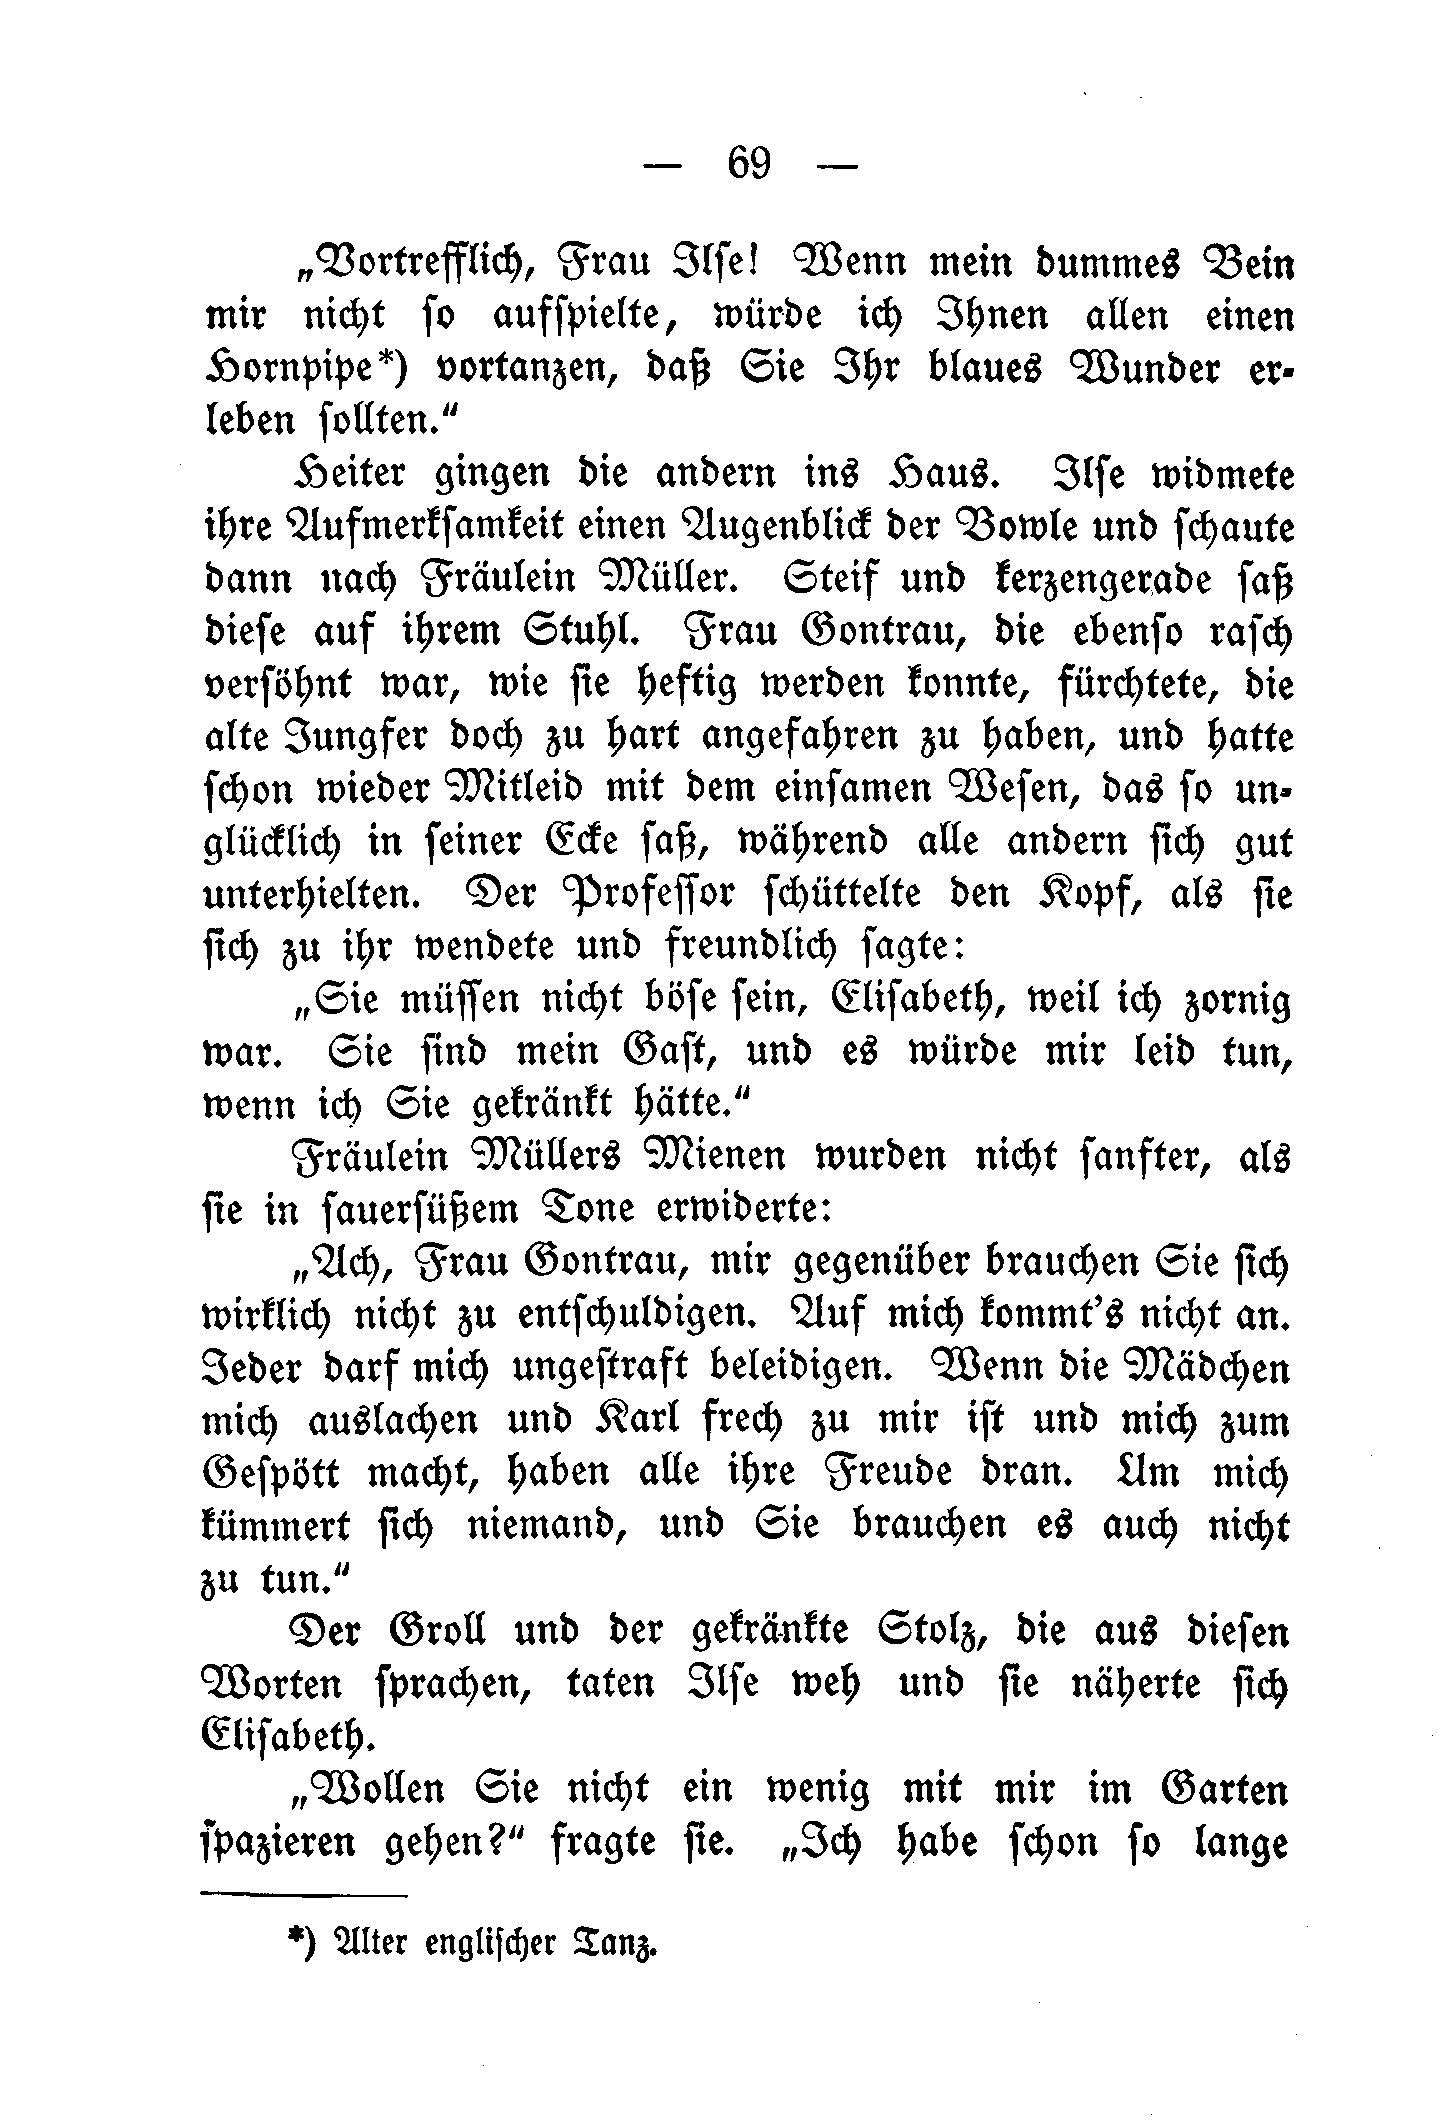 — 69 —
„Vortrefflich, Frau Ilse! Wenn mein dummes Bein
mir nicht so aufspielte, würde ich Ihnen allen einen
Hornpipe*) vortanzen, daß Sie Ihr blaues Wunder er-
leben sollten.“
Heiter gingen die andern ins Haus. Ilse widmete
ihre Aufmerksamkeit einen Augenblick der Bowle und schaute
dann nach Fräulein Müller. Steif und kerzengerade saß
diese auf ihrem Stuhl. Frau Gontrau, die ebenso rasch
versöhnt war, wie sie heftig werden konnte, fürchtete, die
alte Jungfer doch zu hart angefahren zu haben, und hatte
schon wieder Mitleid mit dem einsamen Wesen, das so un-
glücklich in seiner Ecke saß, während alle andern sich gut
unterhielten. Der Professor schüttelte den Kopf, als sie
sich zu ihr wendete und freundlich sagte:
„Sie müssen nicht böse sein, Elisabeth, weil ich zornig
war. Sie sind mein Gast, und es würde mir leid tun,
wenn ich Sie gekränkt hätte.“
Fräulein Müllers Mienen wurden nicht sanfter, als
sie in sauersüßem Tone erwiderte:
„Ach, Frau Gontrau, mir gegenüber brauchen Sie sich
wirklich nicht zu entschuldigen. Auf mich kommt's nicht an.
Jeder darf mich ungestraft beleidigen. Wenn die Mädchen
mich auslachen und Karl frech zu mir ist und mich zum
Gespött macht, haben alle ihre Freude dran. Um mich
kümmert sich niemand, und Sie brauchen es auch nicht
zu tun.“
Der Groll und der gekränkte Stolz, die aus diesen
Worten sprachen, taten Ilse weh und sie näherte sich
Elisabeth.
„Wollen Sie nicht ein wenig mit mir im Garten
spazieren gehen?“ fragte sie. „Ich habe schon so lange
*) Alter englischer Tanz.